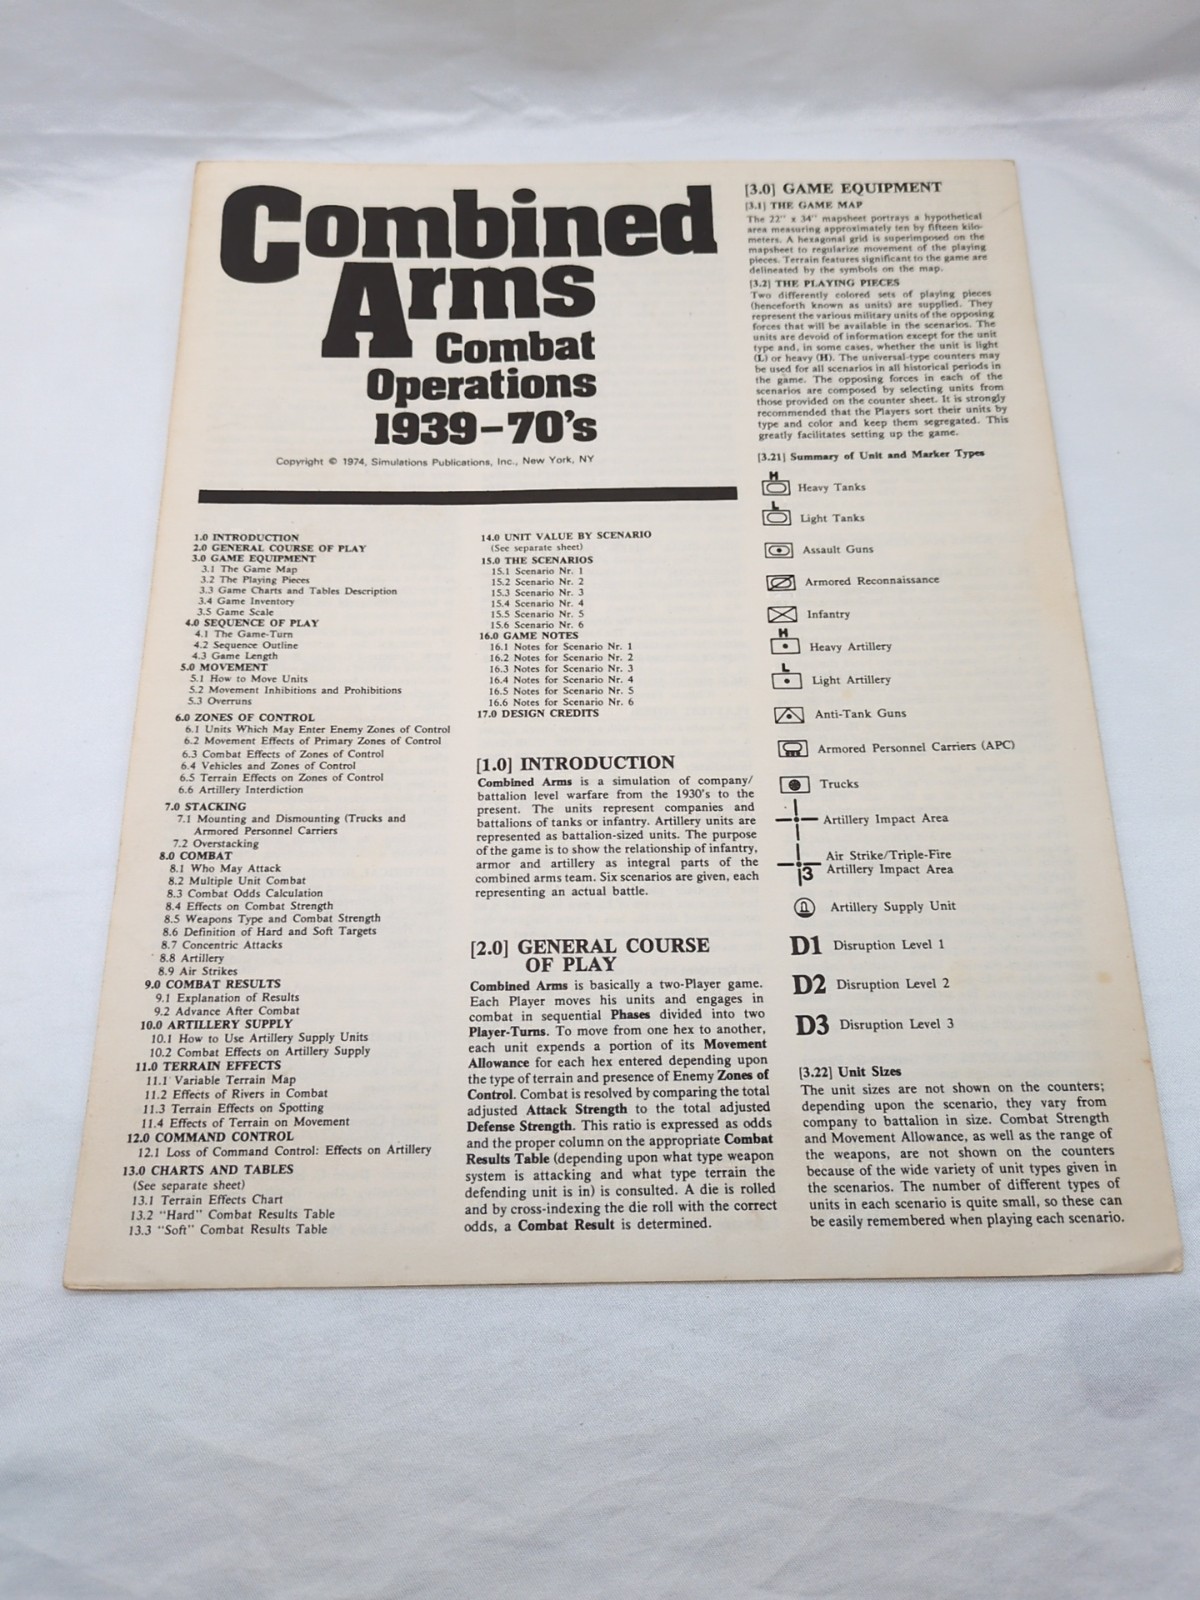 Combined
Arms
Combat
Operations
1939–70's
Copyright © 1974, Simulations Publications, Inc., New York, NY
1.0 INTRODUCTION
2.0 GENERAL COURSE OF PLAY
3.0 GAME EQUIPMENT
3.1 The Game Map
3.2 The Playing Pieces
3.3 Game Charts and Tables Description
3.4 Game Inventory
3.5 Game Scale
4.0 SEQUENCE OF PLAY
4.1 The Game-Turn
4.2 Sequence Outline
4.3 Game Length
5.0 MOVEMENT
5.1 How to Move Units
5.2 Movement Inhibitions and Prohibitions
5.3 Overruns
6.0 ZONES OF CONTROL
6.1 Units Which May Enter Enemy Zones of Control
6.2 Movement Effects of Primary Zones of Control
6.3 Combat Effects of Zones of Control
6.4 Vehicles and Zones of Control
6.5 Terrain Effects on Zones of Control
6.6 Artillery Interdiction
7.0 STACKING
7.1 Mounting and Dismounting (Trucks and
Armored Personnel Carriers
7.2 Overstacking
8.0 COMBAT
8.1 Who May Attack
8.2 Multiple Unit Combat
8.3 Combat Odds Calculation
8.4 Effects on Combat Strength
8.5 Weapons Type and Combat Strength
8.6 Definition of Hard and Soft Targets
8.7 Concentric Attacks
8.8 Artillery
8.9 Air Strikes
9.0 COMBAT RESULTS
9.1 Explanation of Results
9.2 Advance After Combat
10.0 ARTILLERY SUPPLY
10.1 How to Use Artillery Supply Units
10.2 Combat Effects on Artillery Supply
11.0 TERRAIN EFFECTS
11.1 Variable Terrain Map
11.2 Effects of Rivers in Combat
11.3 Terrain Effects on Spotting
11.4 Effects of Terrain on Movement
12.0 COMMAND CONTROL
12.1 Loss of Command Control: Effects on Artillery
13.0 CHARTS AND TABLES
(See separate sheet)
13.1 Terrain Effects Chart
13.2 "Hard" Combat Results Table
13.3 "Soft" Combat Results Table
14.0 UNIT VALUE BY SCENARIO
(See separate sheet)
15.0 THE SCENARIOS
15.1 Scenario Nr. 1
15.2 Scenario Nr. 2
15.3 Scenario Nr. 3
15.4 Scenario Nr. 4
15.5 Scenario Nr. 5
15.6 Scenario Nr. 6
16.0 GAME NOTES
16.1 Notes for Scenario Nr. 1
16.2 Notes for Scenario Nr. 2
16.3 Notes for Scenario Nr. 3
16.4 Notes for Scenario Nr. 4
16.5 Notes for Scenario Nr. 5
16.6 Notes for Scenario Nr. 6
17.0 DESIGN CREDITS
[1.0] INTRODUCTION
Combined Arms is a simulation of company/
battalion level warfare from the 1930's to the
present. The units represent companies and
battalions of tanks or infantry. Artillery units are
represented as battalion-sized units. The purpose
of the game is to show the relationship of infantry,
armor and artillery as integral parts of the
combined arms team. Six scenarios are given, each
representing an actual battle.
[2.0] GENERAL COURSE
OF PLAY
Combined Arms is basically a two-Player game.
Each Player moves his units and engages in
combat in sequential Phases divided into two
Player-Turns. To move from one hex to another,
each unit expends a portion of its Movement
Allowance for each hex entered depending upon
the type of terrain and presence of Enemy Zones of
Control. Combat is resolved by comparing the total
adjusted Attack Strength to the total adjusted
Defense Strength. This ratio is expressed as odds
and the proper column on the appropriate Combat
Results Table (depending upon what type weapon
system is attacking and what type terrain the
defending unit is in) is consulted. A die is rolled
and by cross-indexing the die roll with the correct
odds, a Combat Result is determined.
[3.0] GAME EQUIPMENT
[3.1] THE GAME MAP
The 22" x 34" mapsheet portrays a hypothetical
area measuring approximately ten by fifteen kilo-
meters. A hexagonal grid is superimposed on the
mapsheet to regularize movement of the playing
pieces. Terrain features significant to the game are
delineated by the symbols on the map.
[3.2] THE PLAYING PIECES
Two differently colored sets of playing pieces
(henceforth known as units) are supplied. They
represent the various military units of the opposing
forces that will be available in the scenarios. The
units are devoid of information except for the unit
type and, in some cases, whether the unit is light
(L) or heavy (H). The universal-type counters may
be used for all scenarios in all historical periods in
the game. The opposing forces in each of the
scenarios are composed by selecting units from
those provided on the counter sheet. It is strongly
recommended that the Players sort their units by
type and color and keep them segregated. This
greatly facilitates setting up the game.
[3.21] Summary of Unit and Marker Types
H Heavy Tanks
L Light Tanks
Assault Guns
Armored Reconnaissance
Infantry
H Heavy Artillery
L Light Artillery
Anti-Tank Guns
Armored Personnel Carriers (APC)
Trucks
Artillery Impact Area
Air Strike/Triple-Fire
3 Artillery Impact Area
Artillery Supply Unit
D1 Disruption Level 1
D2 Disruption Level 2
D3 Disruption Level 3
[3.22] Unit Sizes
The unit sizes are not shown on the counters;
depending upon the scenario, they vary from
company to battalion in size. Combat Strength
and Movement Allowance, as well as the range of
the weapons, are not shown on the counters
because of the wide variety of unit types given in
the scenarios. The number of different types of
units in each scenario is quite small, so these can
be easily remembered when playing each scenario.